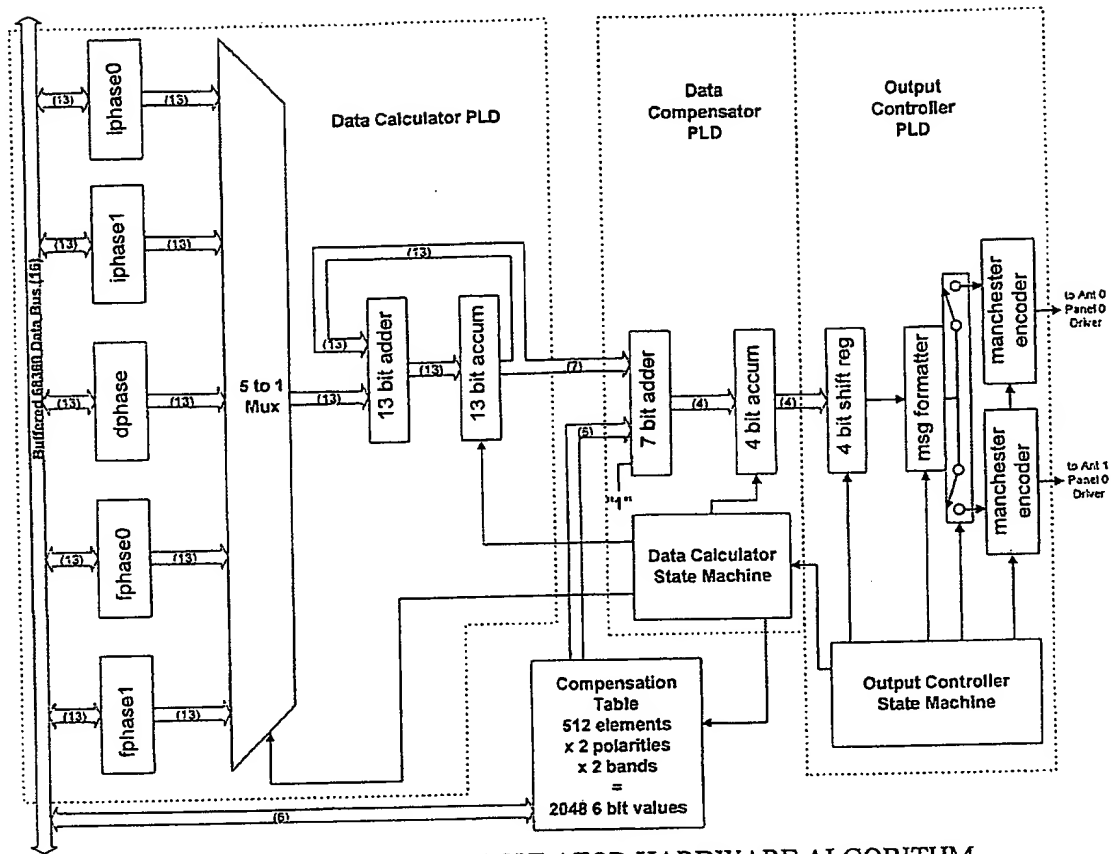 Buffered 68360 Data Bus (16)
(13)
iphase0
(13)
(13)
iphase1
(13)
(13)
dphase
(13)
(13)
fphase0
(13)
(13)
fphase1
(13)
5 to 1
Mux
Data Calculator PLD
(13)
(13)
(13)
13 bit adder
(13)
13 bit accum
(7)
Data
Compensator
PLD
7 bit adder
(4)
4 bit accum
(4)
Data Calculator
State Machine
Compensation
Table
512 elements
x 2 polarities
x 2 bands
=
2048 6 bit values
(6)
Output
Controller
PLD
4 bit shift reg
msg formatter
manchester
encoder
to Ant 0
Panel 0
Driver
manchester
encoder
to Ant 1
Panel 0
Driver
Output Controller
State Machine
HARDWARE ALGORITHM